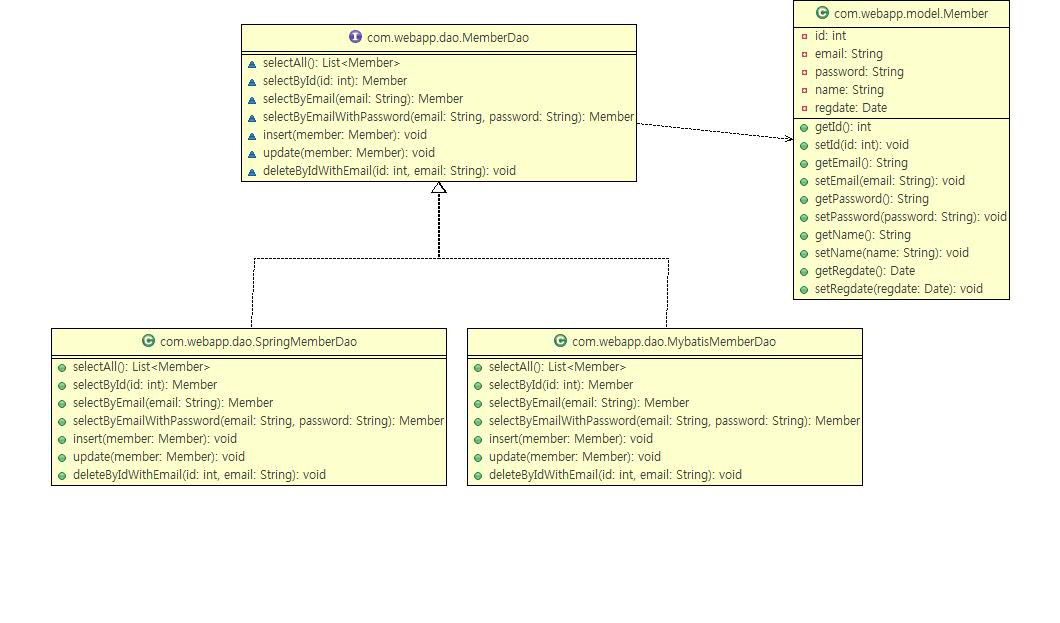 com.webapp.dao.MemberDao
selectAll(): List<Member>
selectById(id: int): Member
selectByEmail(email: String): Member
selectByEmailWithPassword(email: String, password: String): Member
insert(member: Member): void
update(member: Member): void
deleteByIdWithEmail(id: int, email: String): void
com.webapp.model.Member
id: int
email: String
password: String
name: String
regdate: Date
getId(): int
setId(id: int): void
getEmail(): String
setEmail(email: String): void
getPassword(): String
setPassword(password: String): void
getName(): String
setName(name: String): void
getRegdate(): Date
setRegdate(regdate: Date): void
com.webapp.dao.SpringMemberDao
selectAll(): List<Member>
selectById(id: int): Member
selectByEmail(email: String): Member
selectByEmailWithPassword(email: String, password: String): Member
insert(member: Member): void
update(member: Member): void
deleteByIdWithEmail(id: int, email: String): void
com.webapp.dao.MybatisMemberDao
selectAll(): List<Member>
selectById(id: int): Member
selectByEmail(email: String): Member
selectByEmailWithPassword(email: String, password: String): Member
insert(member: Member): void
update(member: Member): void
deleteByIdWithEmail(id: int, email: String): void